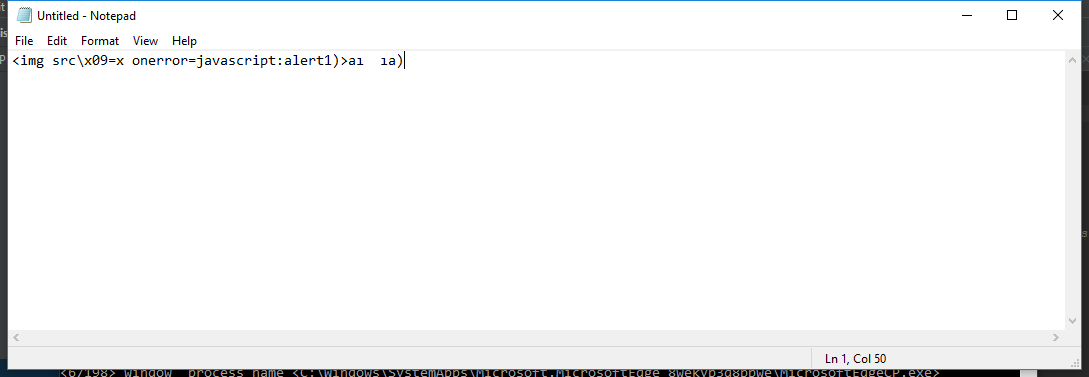 Untitled - Notepad
File Edit Format View Help
<img src\x09=x onerror=javascript:alert1)>aı  ıa)
Ln 1, Col 50
<6/198> window process name <C:\Windows\SystemApps\Microsoft.MicrosoftEdge_8wekyb3d8bbwe\MicrosoftEdgeCP.exe>